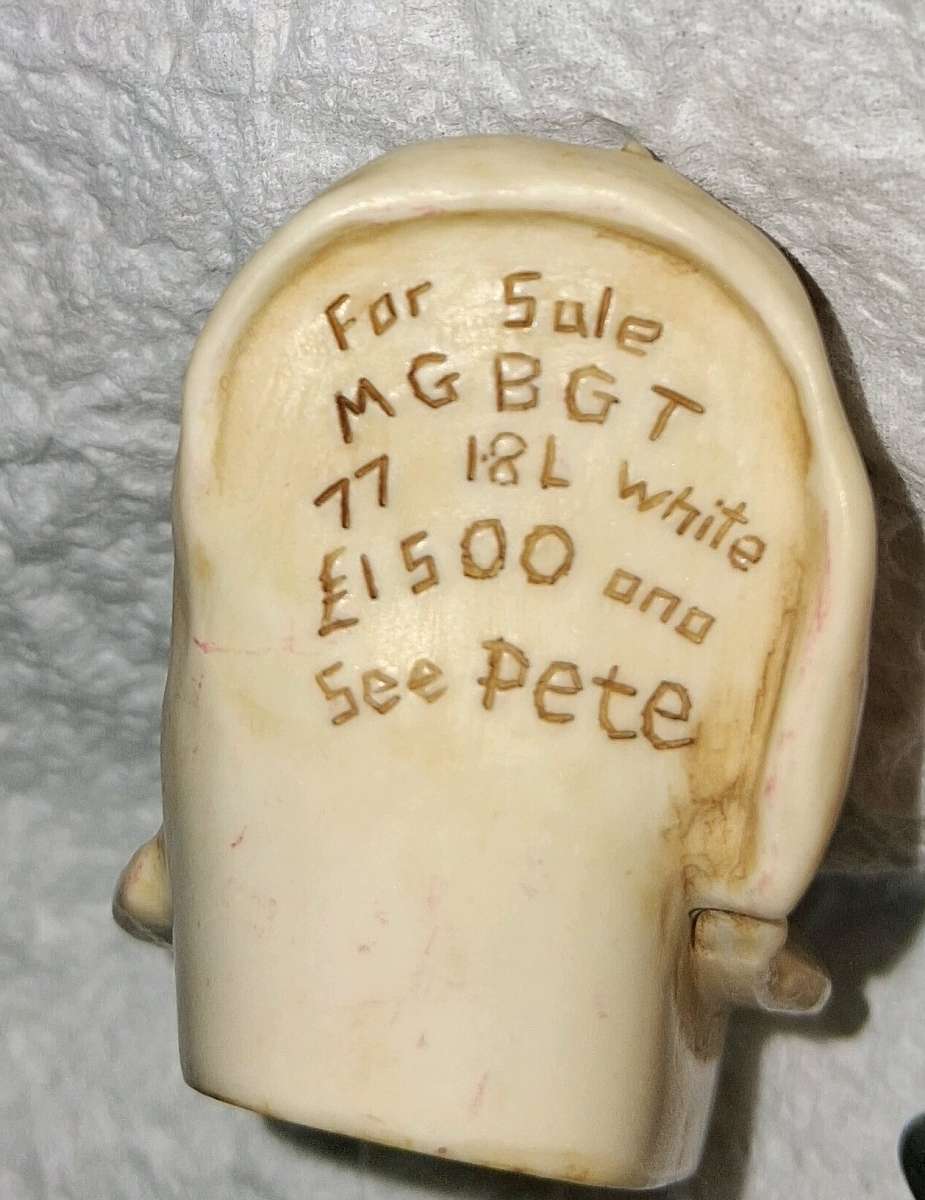 For Sale
MGBGT
77 1.8L white
£1500 ono
See Pete